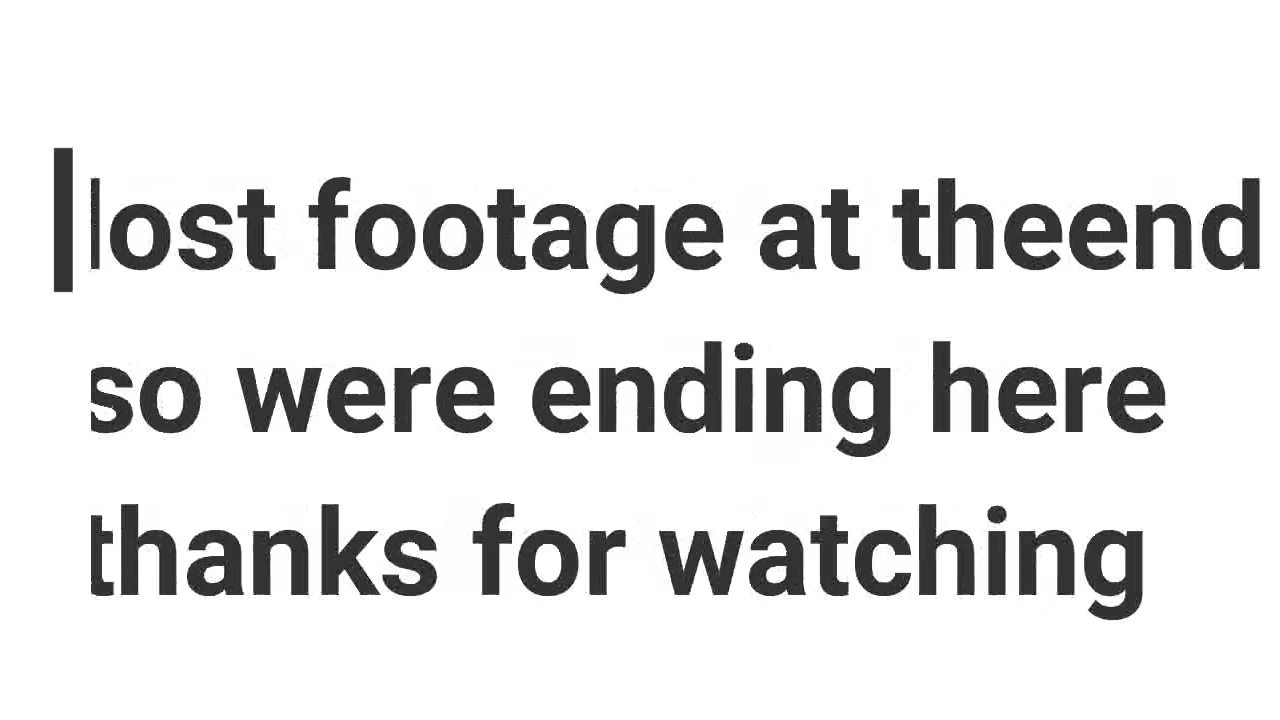 lost footage at theend
so were ending here
thanks for watching